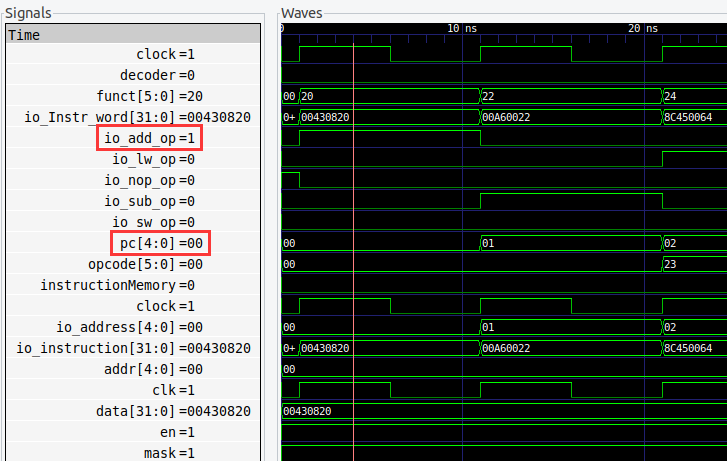 Signals
Waves
Time
0
10 ns
20 ns
clock=1
decoder=0
funct[5:0]=20
00
20
22
24
io_Instr_word[31:0]=00430820
0+
00430820
00A60022
8C450064
io_add_op=1
io_lw_op=0
io_nop_op=0
io_sub_op=0
io_sw_op=0
pc[4:0]=00
00
01
02
opcode[5:0]=00
00
23
instructionMemory=0
clock=1
io_address[4:0]=00
00
01
02
io_instruction[31:0]=00430820
0+
00430820
00A60022
8C450064
addr[4:0]=00
00
clk=1
data[31:0]=00430820
00430820
en=1
mask=1